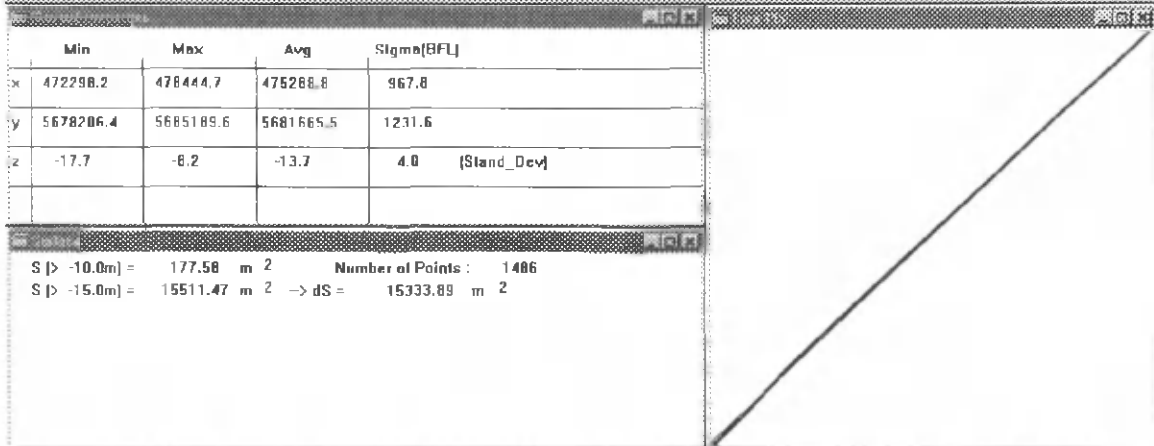 Min Max Avg Sigma(BFL)
x 472298.2 478444.7 475288.8 967.8
y 5678206.4 5685189.6 5681665.5 1231.6
z -17.7 -8.2 -13.7 4.0 (Stand_Dev)
S [> -10.0m] = 177.58 m 2 Number of Points : 1486
S [> -15.0m] = 15511.47 m 2 -> dS = 15333.89 m 2